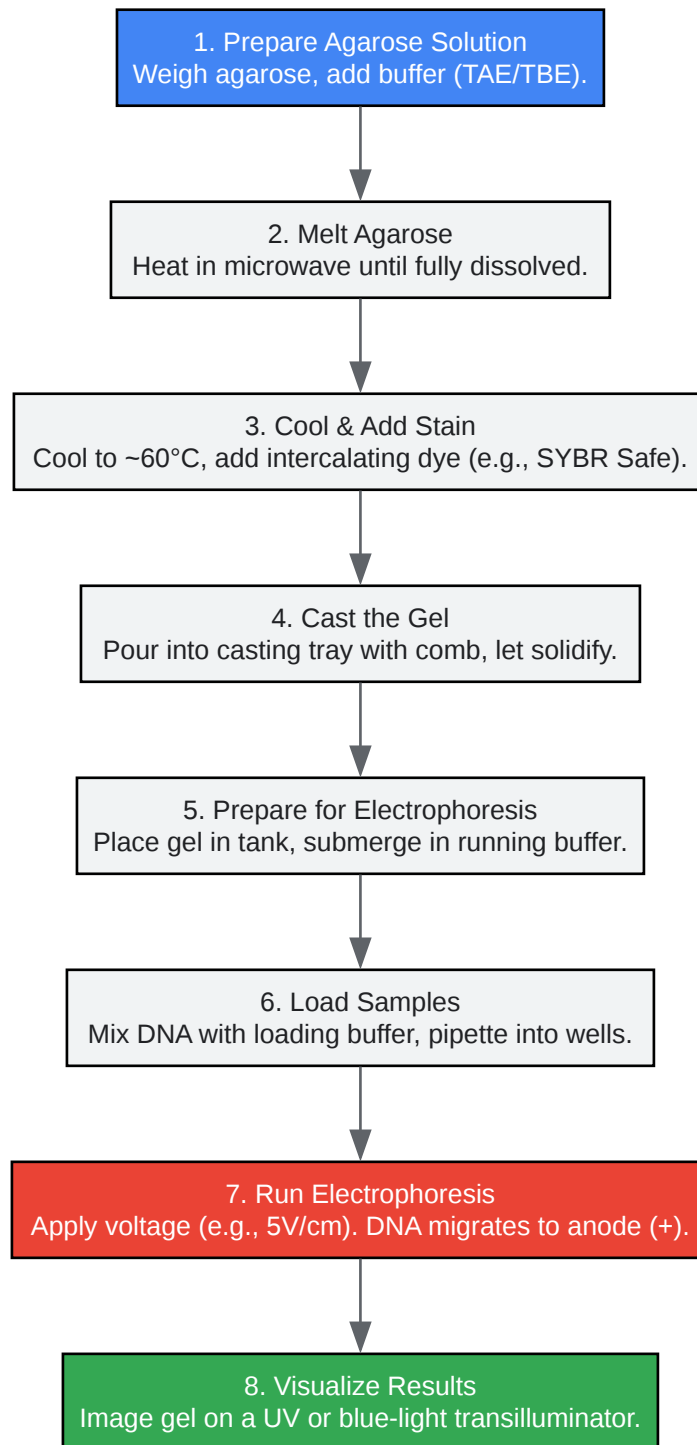 1. Prepare Agarose Solution
Weigh agarose, add buffer (TAE/TBE).
2. Melt Agarose
Heat in microwave until fully dissolved.
3. Cool & Add Stain
Cool to ~60°C, add intercalating dye (e.g., SYBR Safe).
4. Cast the Gel
Pour into casting tray with comb, let solidify.
5. Prepare for Electrophoresis
Place gel in tank, submerge in running buffer.
6. Load Samples
Mix DNA with loading buffer, pipette into wells.
7. Run Electrophoresis
Apply voltage (e.g., 5V/cm). DNA migrates to anode (+).
8. Visualize Results
Image gel on a UV or blue-light transilluminator.